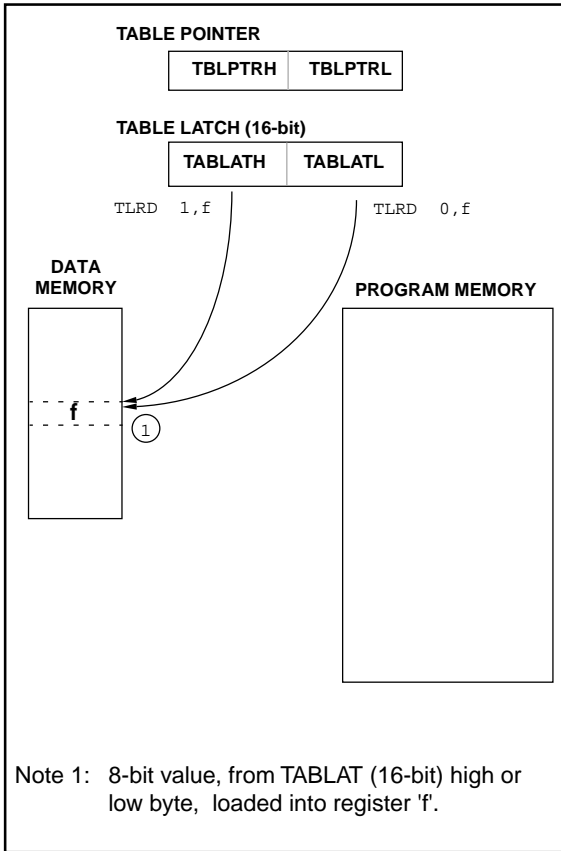 TABLE POINTER
TBLPTRH TBLPTRL
TABLE LATCH (16-bit)
TABLATH TABLATL
TLRD 1,f TLRD 0,f
DATA
MEMORY
PROGRAM MEMORY
f
1
Note 1: 8-bit value, from TABLAT (16-bit) high or
low byte, loaded into register 'f'.